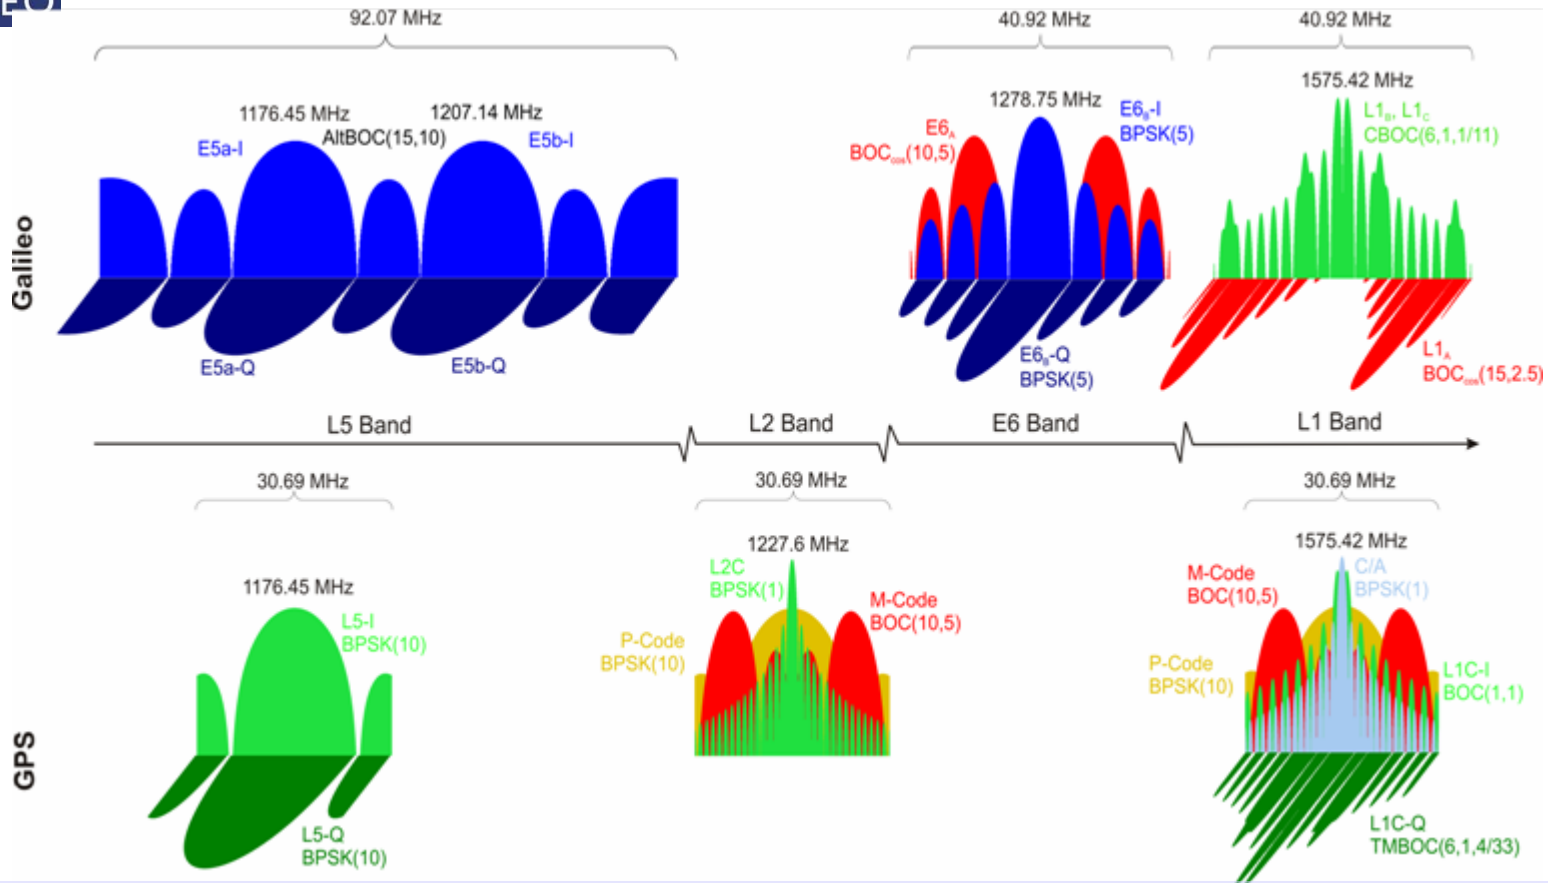 92.07 MHz
40.92 MHz
40.92 MHz
1176.45 MHz
1207.14 MHz
AltBOC(15,10)
E5a-I
E5b-I
1278.75 MHz
E6A
BOCcos(10,5)
E6B-I
BPSK(5)
1575.42 MHz
L1B, L1C
CBOC(6,1,1/11)
Galileo
E5a-Q
E5b-Q
E6B-Q
BPSK(5)
L1A
BOCcos(15,2.5)
L5 Band
L2 Band
E6 Band
L1 Band
30.69 MHz
30.69 MHz
30.69 MHz
1176.45 MHz
L5-I
BPSK(10)
1227.6 MHz
L2C
BPSK(1)
M-Code
BOC(10,5)
P-Code
BPSK(10)
1575.42 MHz
M-Code
BOC(10,5)
C/A
BPSK(1)
P-Code
BPSK(10)
L1C-I
BOC(1,1)
GPS
L5-Q
BPSK(10)
L1C-Q
TMBOC(6,1,4/33)